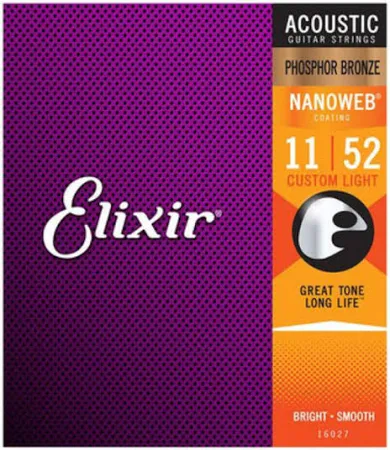 ACOUSTIC
GUITAR STRINGS
PHOSPHOR BRONZE
NANOWEB®
COATING
11 | 52
CUSTOM LIGHT
Elixir®
GREAT TONE
LONG LIFE™
BRIGHT • SMOOTH
16027